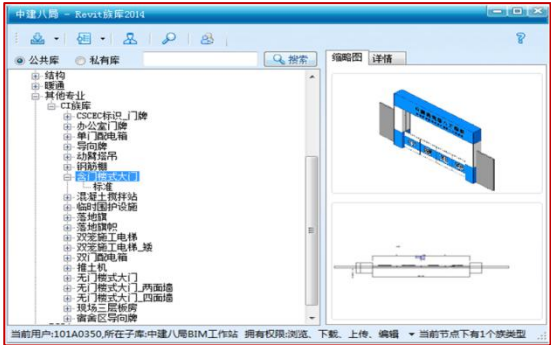 中建八局 - Revit族库2014
公共库 私有库 搜索
缩略图 详情
结构
暖通
其他专业
CI族库
CSCEC标识_门牌
办公室门牌
单门配电箱
导向牌
动臂塔吊
钢筋棚
含门楼式大门
标准
混凝土搅拌站
临时围护设施
落地旗
落地旗帜
双笼施工电梯
双笼施工电梯_矮
双门配电箱
推土机
无门楼式大门
无门楼式大门_两面墙
无门楼式大门_四面墙
现场三层板房
宿舍区导向牌
当前用户:101A0350,所在子库:中建八局BIM工作站 拥有权限:浏览、下载、上传、编辑 当前节点下有1个族类型